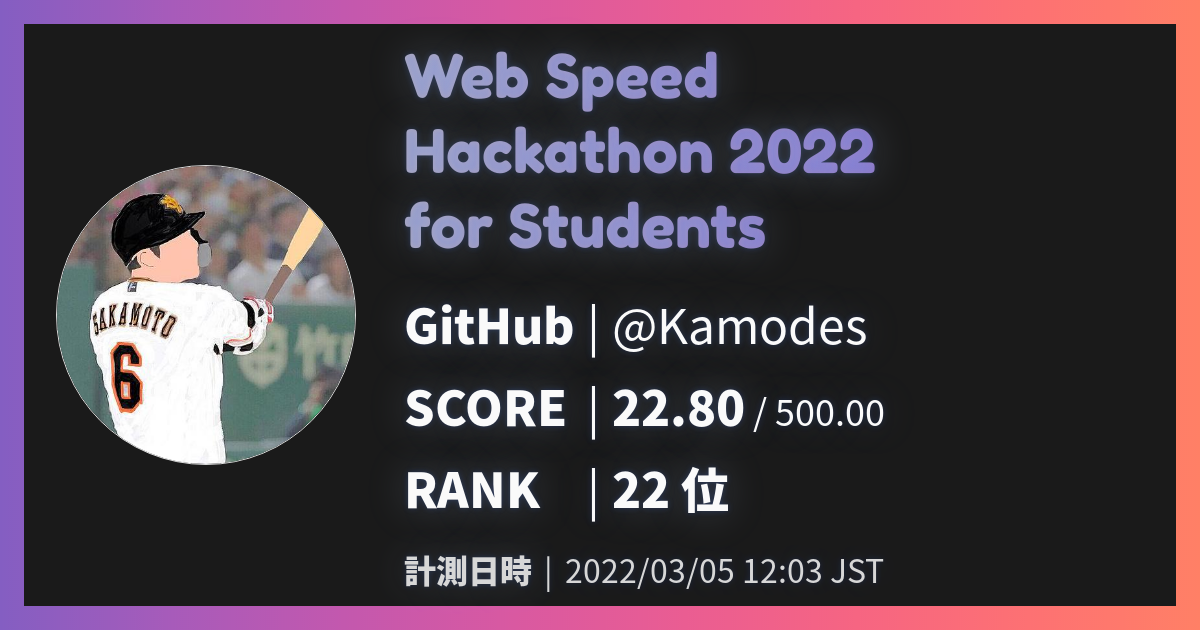 Web Speed
Hackathon 2022
for Students
GitHub | @Kamodes
SCORE | 22.80 / 500.00
RANK | 22 位
計測日時 | 2022/03/05 12:03 JST
SAKAMOTO
6